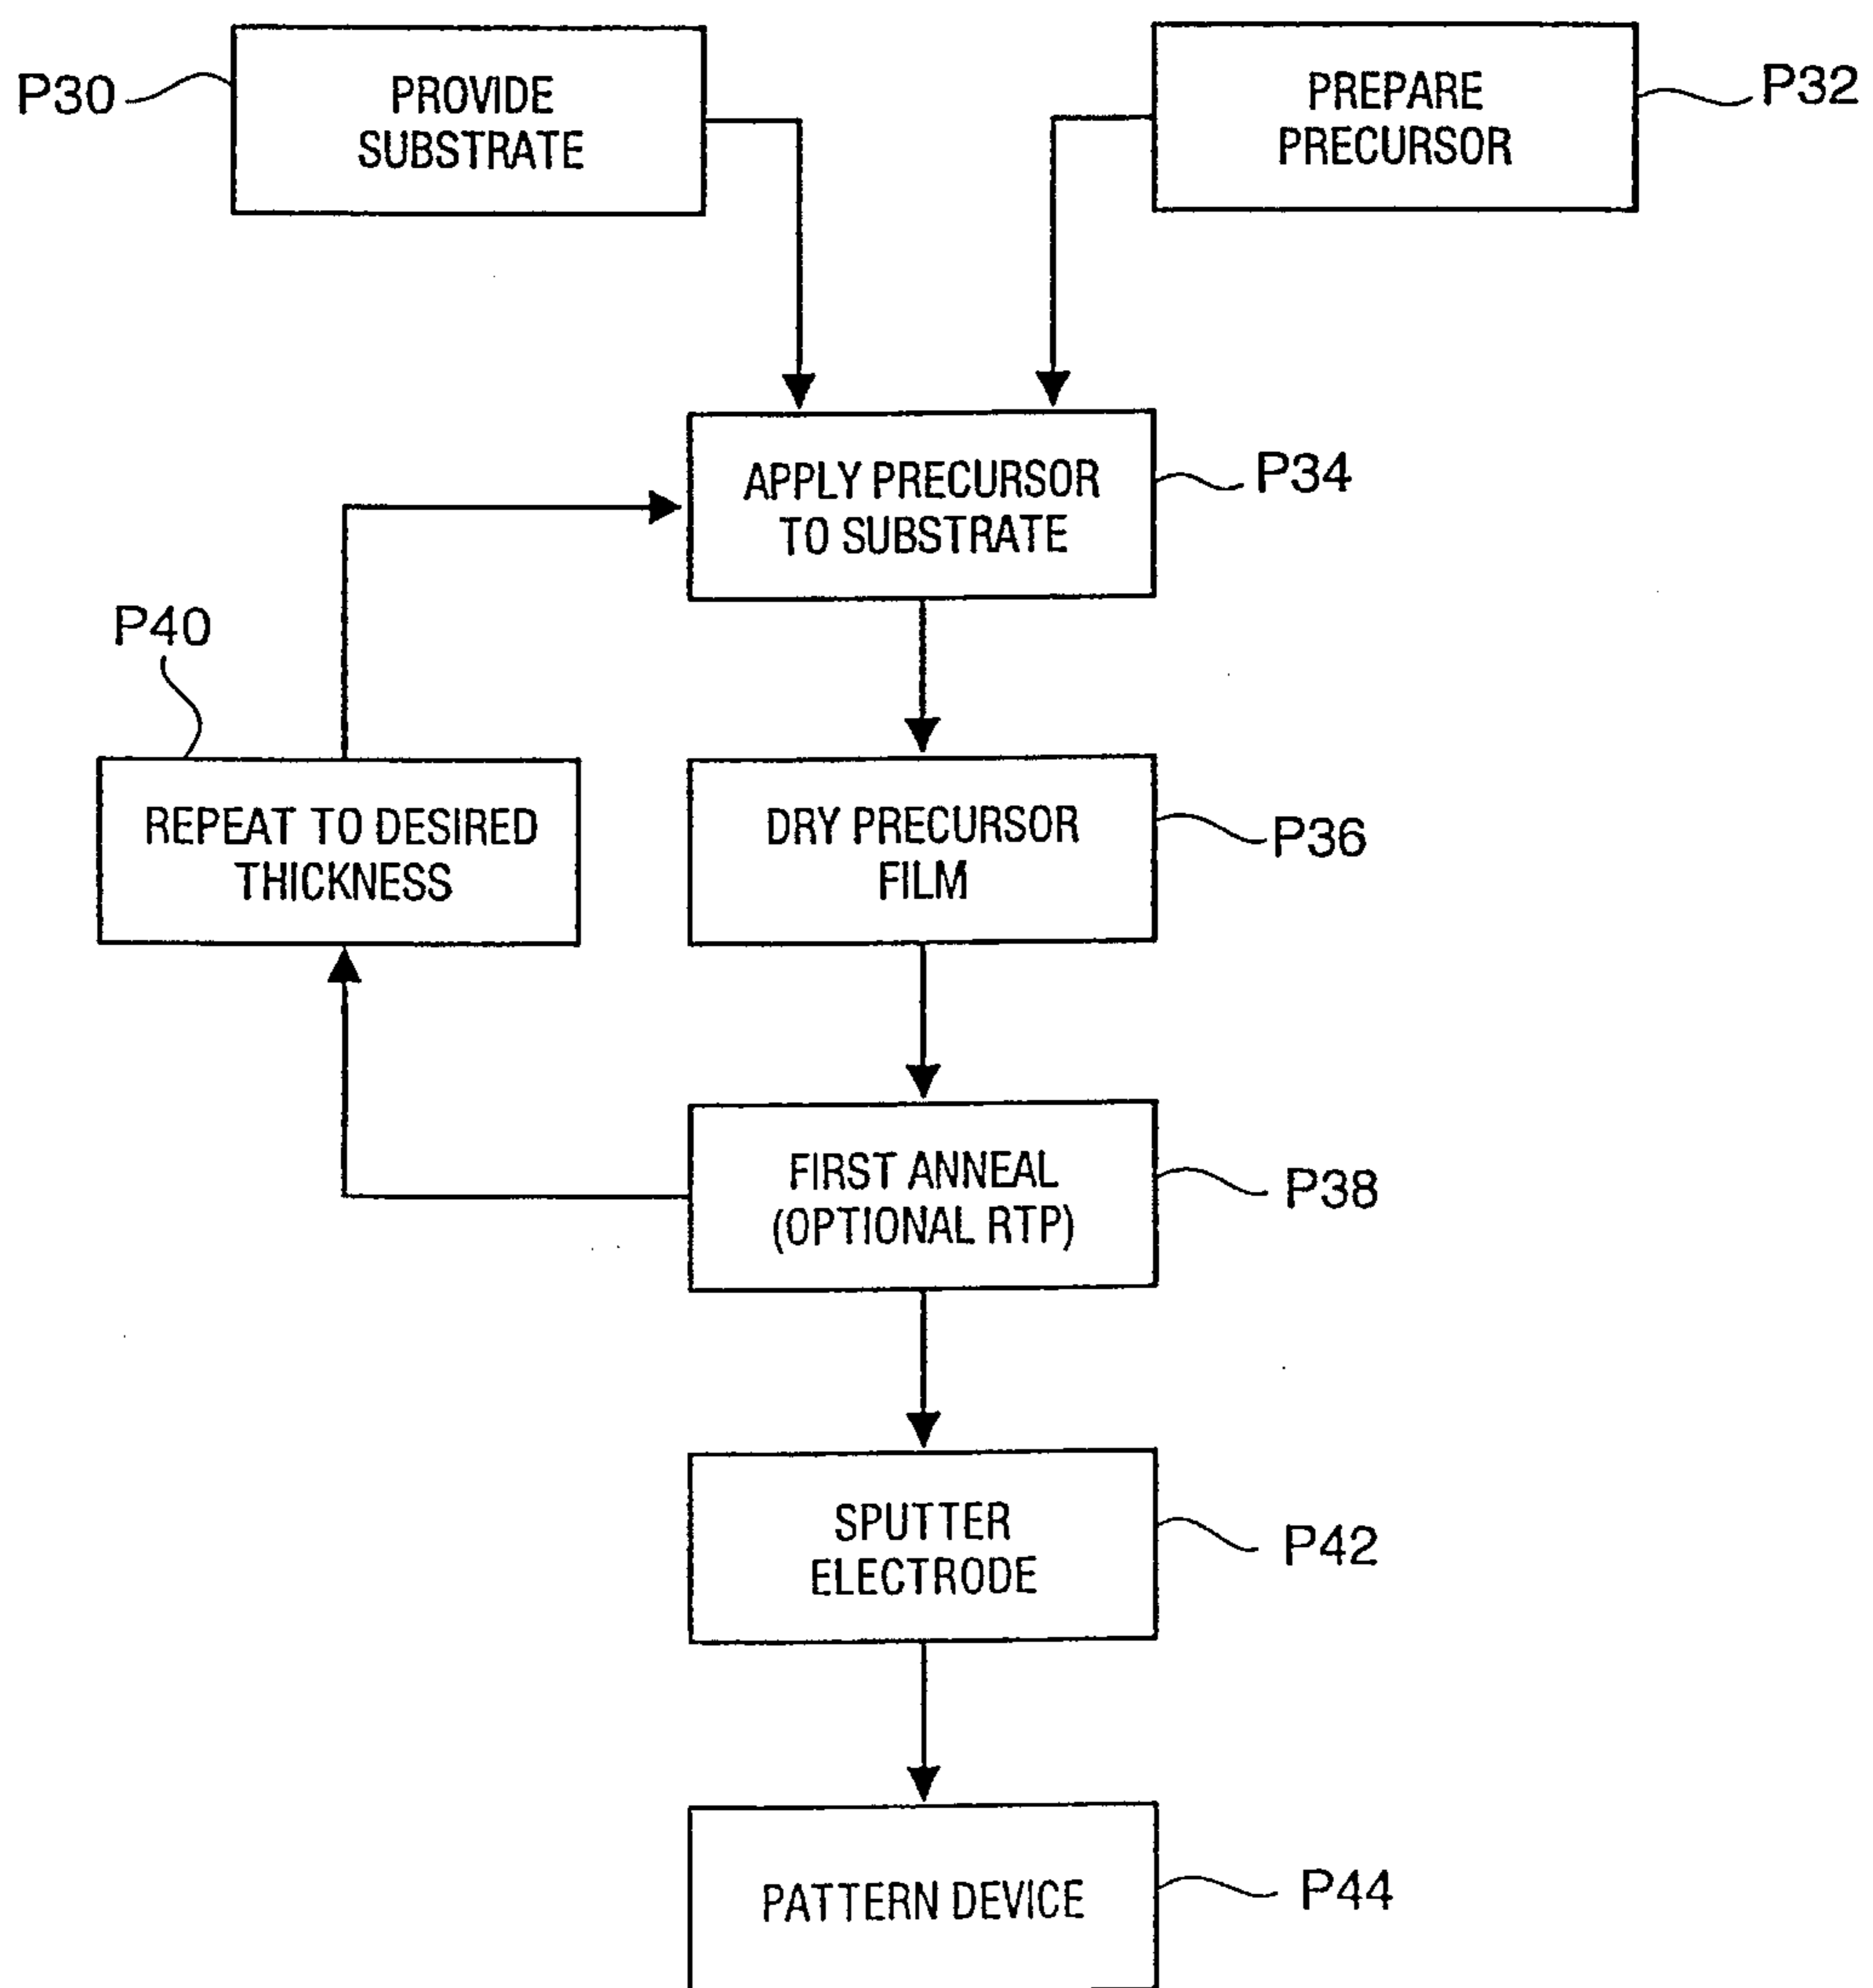 P30
PROVIDE
SUBSTRATE
PREPARE
PRECURSOR
P32
APPLY PRECURSOR
TO SUBSTRATE
P34
P40
REPEAT TO DESIRED
THICKNESS
DRY PRECURSOR
FILM
P36
FIRST ANNEAL
(OPTIONAL RTP)
P38
SPUTTER
ELECTRODE
P42
PATTERN DEVICE
P44